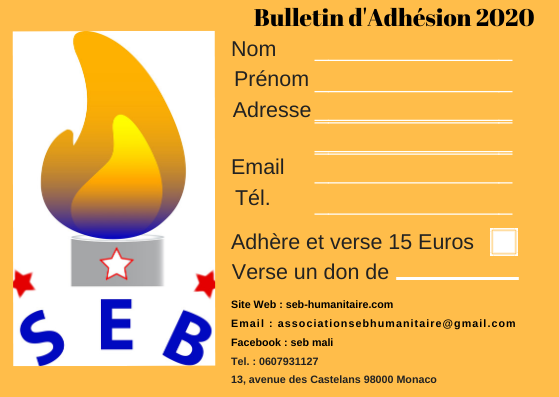 Bulletin d'Adhésion 2020
Nom
Prénom
Adresse
Email
Tél.
Adhère et verse 15 Euros
Verse un don de
Site Web : seb-humanitaire.com
Email : associationsebhumanitaire@gmail.com
Facebook : seb mali
Tel. : 0607931127
13, avenue des Castelans 98000 Monaco
SEB